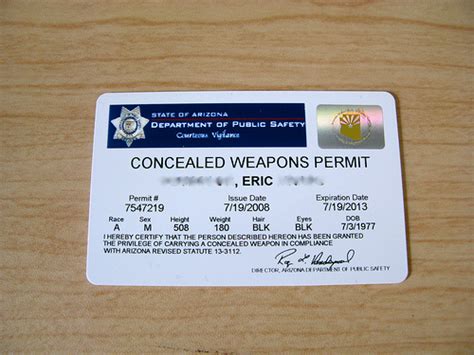 STATE OF ARIZONA
DEPARTMENT OF PUBLIC SAFETY
Courteous Vigilance
CONCEALED WEAPONS PERMIT
, ERIC
Permit # Issue Date Expiration Date
7547219 7/19/2008 7/19/2013
Race Sex Height Weight Hair Eyes DOB
A M 508 180 BLK BLK 7/3/1977
I HEREBY CERTIFY THAT THE PERSON DESCRIBED HEREON HAS BEEN GRANTED
THE PRIVILEGE OF CARRYING A CONCEALED WEAPON IN COMPLIANCE
WITH ARIZONA REVISED STATUTE 13-3112.
DIRECTOR, ARIZONA DEPARTMENT OF PUBLIC SAFETY